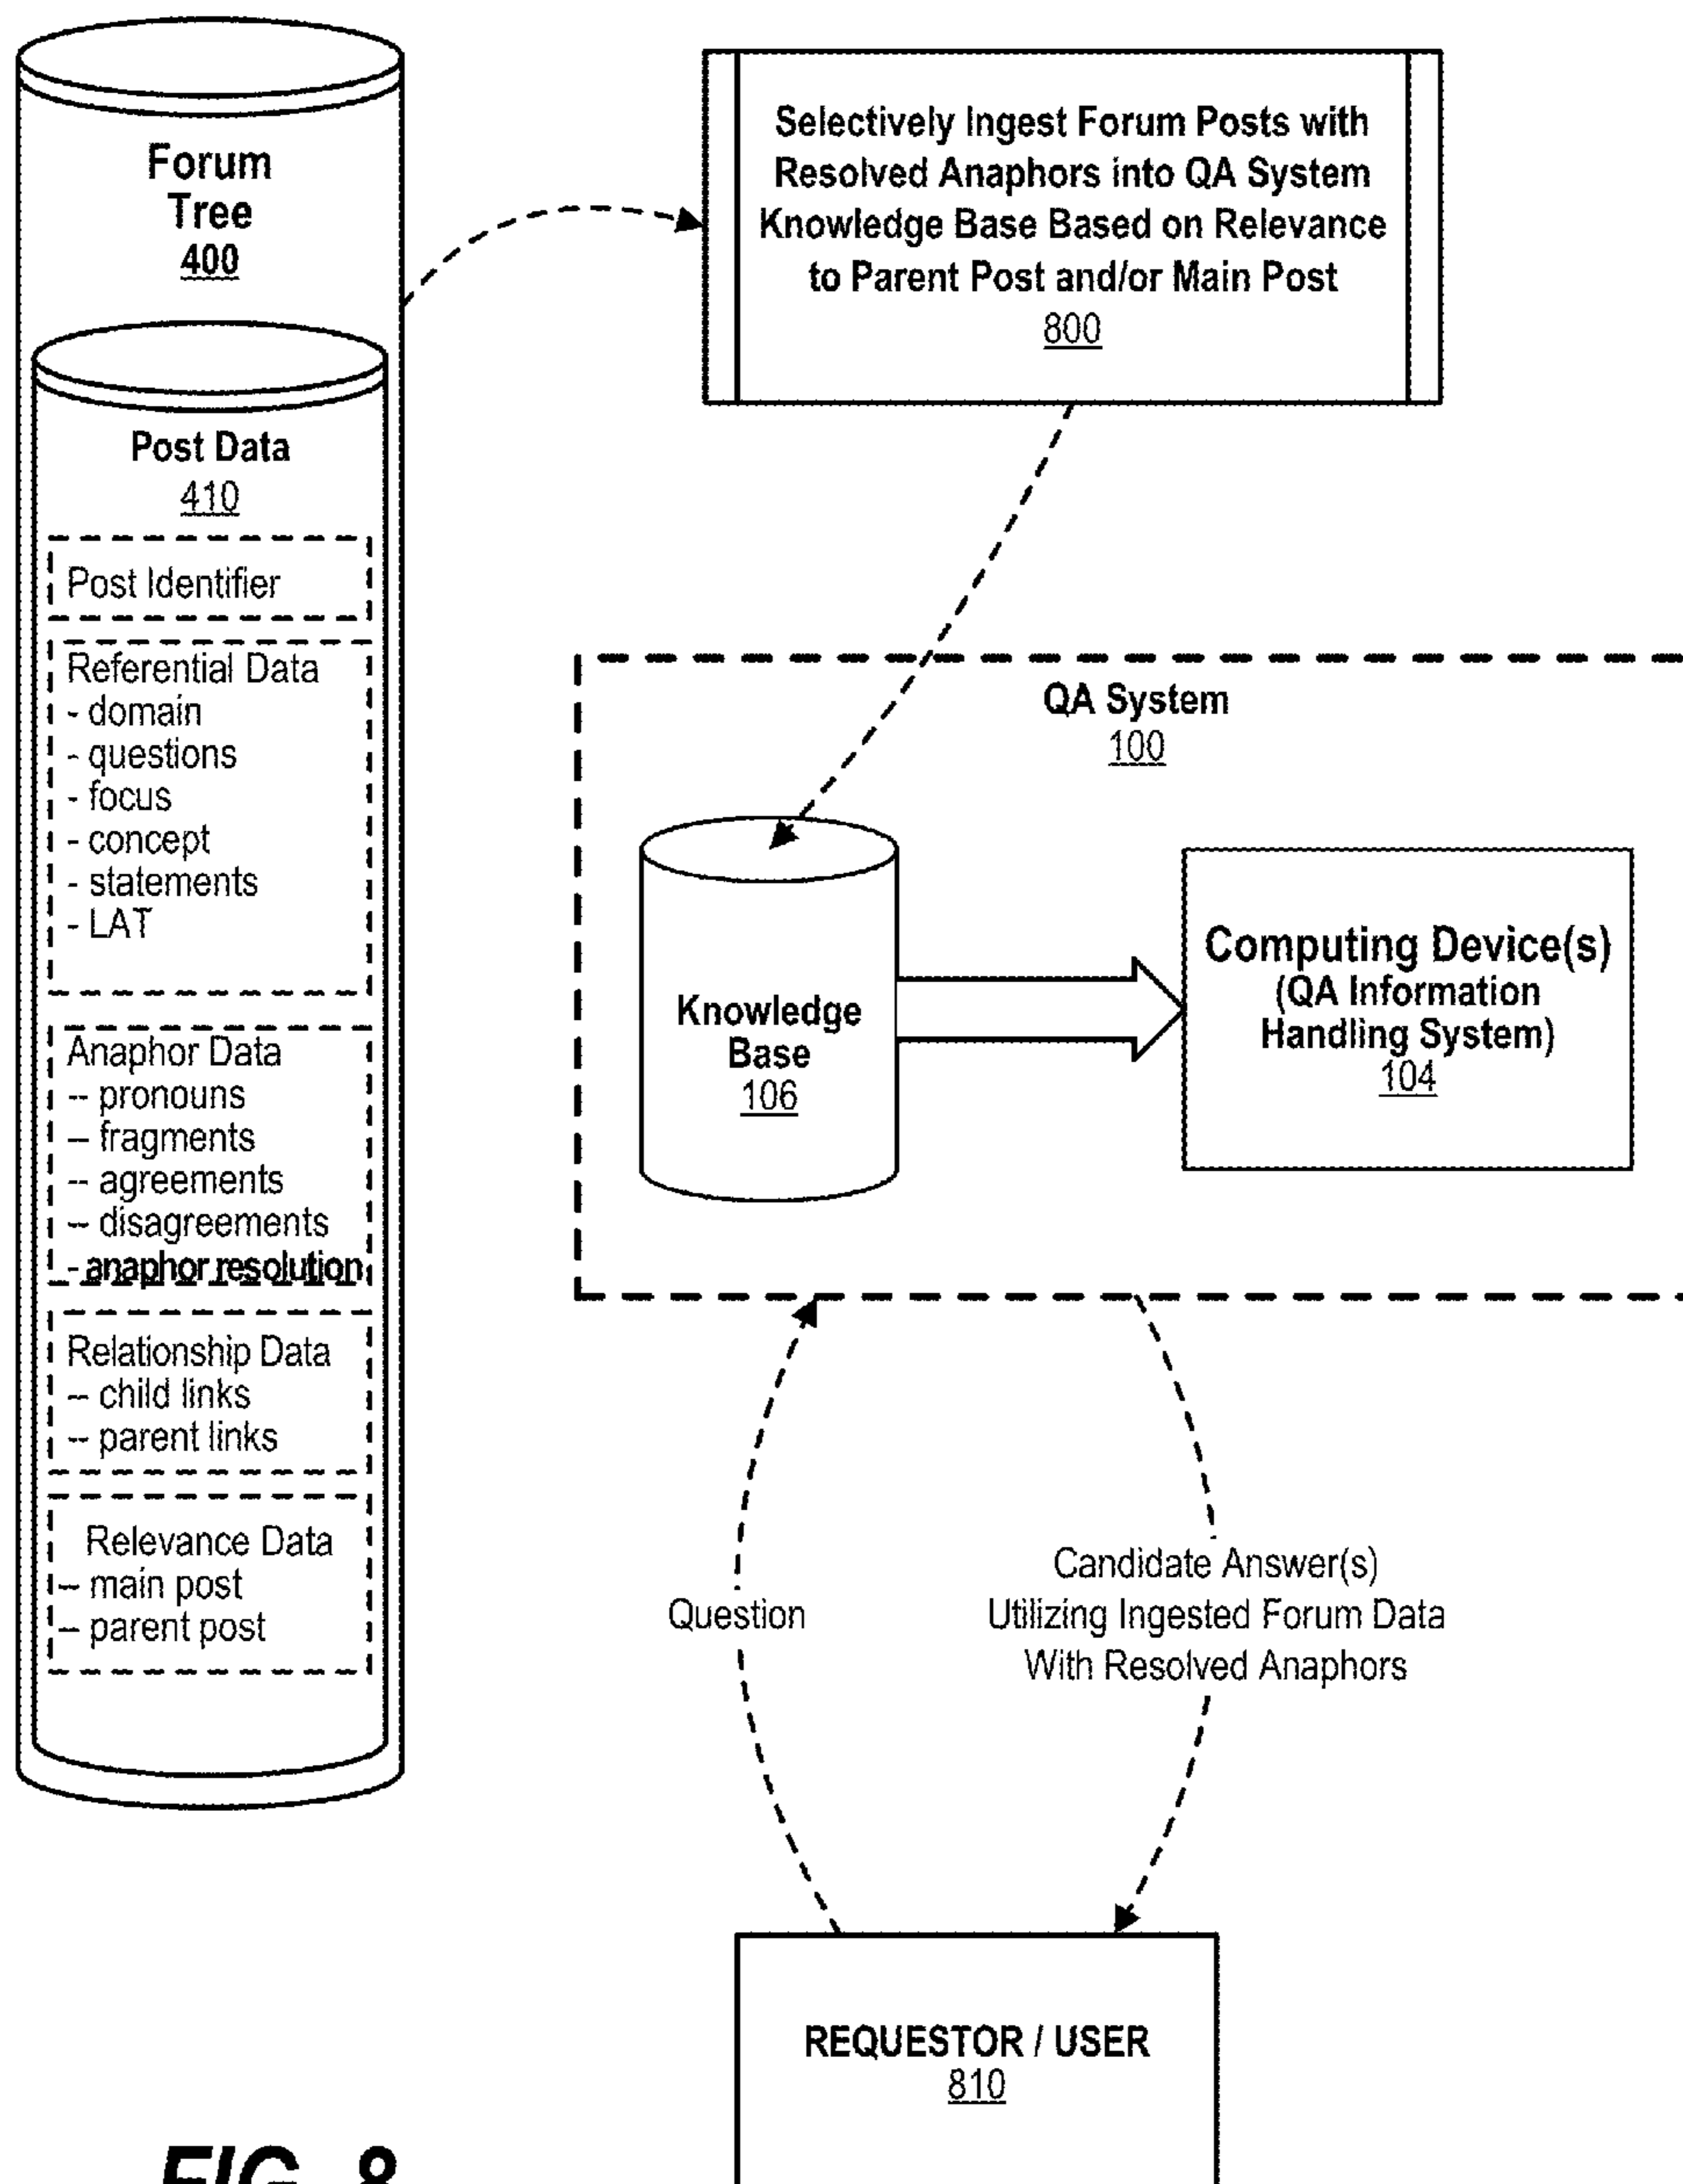 Forum
Tree
400
Post Data
410
Post Identifier
Referential Data
- domain
- questions
- focus
- concept
- statements
- LAT
Anaphor Data
-- pronouns
– fragments
-- agreements
– disagreements
- anaphor resolution
Relationship Data
– child links
-- parent links
Relevance Data
– main post
– parent post
Selectively Ingest Forum Posts with
Resolved Anaphors into QA System
Knowledge Base Based on Relevance
to Parent Post and/or Main Post
800
QA System
100
Knowledge
Base
106
Computing Device(s)
(QA Information
Handling System)
104
Question
Candidate Answer(s)
Utilizing Ingested Forum Data
With Resolved Anaphors
REQUESTOR / USER
810
FIG. 8